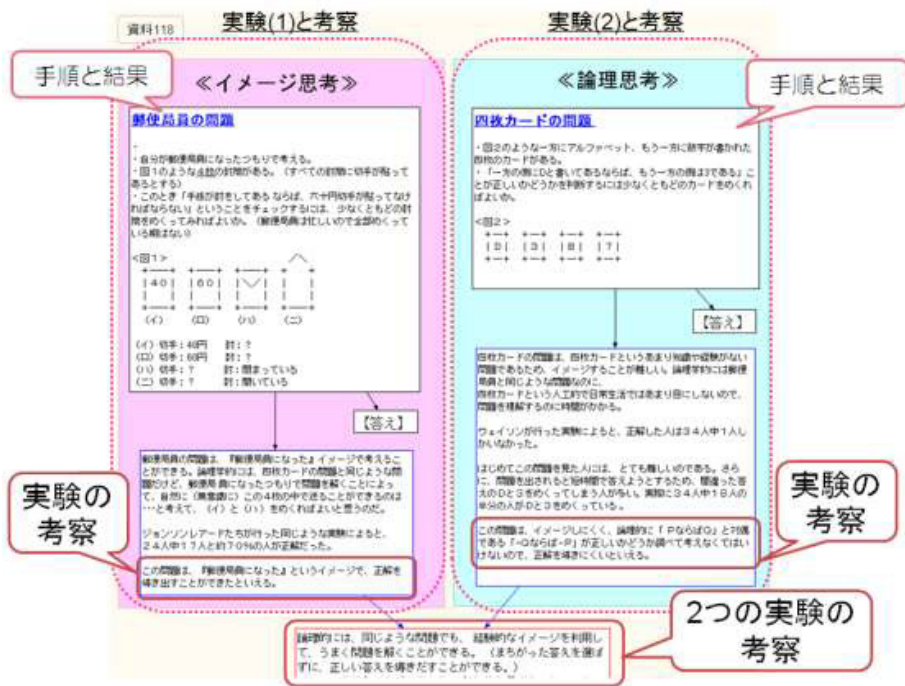 資料118
実験(1)と考察
実験(2)と考察
手順と結果
≪イメージ思考≫
郵便局員の問題
・
・自分が郵便局員になったつもりで考える。
・図1のような4種の封筒がある。（すべての封筒に切手が貼ってあるとする）
・このとき「手紙が封をしてあるならば、六十円切手が貼ってなければならない」ということをチェックするには、少なくともどの封筒をめくってみればよいか。（郵便局員は忙しいので全部めくっている暇はない）
<図1>
|40| |60|
(イ) (ロ) (ハ) (ニ)
(イ) 切手：40円 封：？
(ロ) 切手：60円 封：？
(ハ) 切手：？ 封：閉まっている
(ニ) 切手：？ 封：開いている
【答え】
郵便局員の問題は、『郵便局員になった』イメージで考えることができる。論理学的には、四枚カードの問題と同じような問題だけど、郵便局員になったつもりで問題を解くことによって、自然に（無意識に）この4枚の中で迷うことができるのは…と考えて、（イ）と（ハ）をめくればよいと思うのだ。
ジョンソンレアードたちが行った同じような実験によると、
24人中17人と約70%の人が正解だった。
この問題は、『郵便局員になった』というイメージで、正解を導き出すことができたといえる。
実験の
考察
手順と結果
≪論理思考≫
四枚カードの問題
・図2のような一方にアルファベット、もう一方に数字が書かれた四枚のカードがある。
・「一方の側にDと書いてあるならば、もう一方の側は3である」ことが正しいかどうかを判断するには少なくともどのカードをめくればよいか。
<図2>
+--+ +--+ +--+ +--+
|D| |3| |B| |7|
+--+ +--+ +--+ +--+
【答え】
四枚カードの問題は、四枚カードというあまり知識や経験がない問題であるため、イメージすることが難しい。論理学的には郵便局員と同じような問題なのに、
四枚カードという人工的で日常生活ではあまり目にしないので、問題を理解するのに時間がかかる。
ウェイソンが行った実験によると、正解した人は34人中1人しかいなかった。
はじめてこの問題を見た人には、とても難しいのである。さらに、問題を出されると短時間で答えようとするため、間違った答えのDと3をめくってしまう人が多い。実際に34人中18人の半分の人がDと3をめくっている。
この問題は、イメージしにくく、論理的に「PならばQ」と対偶である「-Qならば-P」が正しいかどうか調べて考えなくてはいけないので、正解を導きにくいといえる。
実験の
考察
論理的には、同じような問題でも、経験的なイメージを利用して、うまく問題を解くことができる。（まちがった答えを選ばずに、正しい答えを導きだすことができる。）
2つの実験の
考察